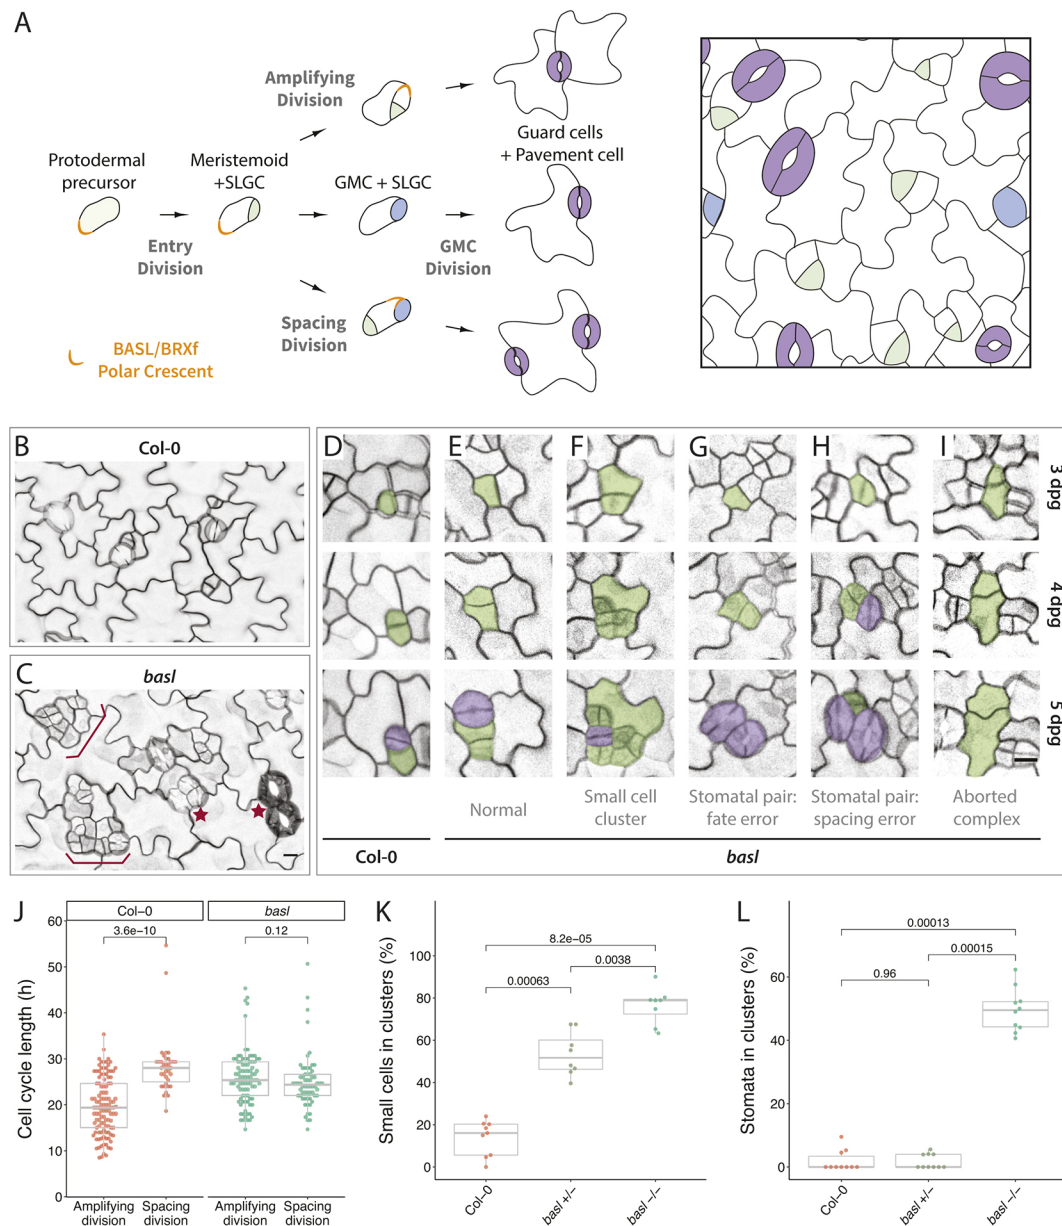 A
Amplifying
Division
Guard cells
+ Pavement cell
Protodermal
precursor
Meristemoid
+SLGC
GMC + SLGC
Entry
Division
GMC
Division
Spacing
Division
BASL/BRXf
Polar Crescent
B
Col-0
C
basl
D
E
F
G
H
I
3 dpg
4 dpg
5 dpg
Normal
Small cell
cluster
Stomatal pair:
fate error
Stomatal pair:
spacing error
Aborted
complex
Col-0
basl
J
Col−0
basl
3.6e−10
0.12
Cell cycle length (h)
60
50
40
30
20
10
0
Amplifying
division
Spacing
division
Amplifying
division
Spacing
division
K
Small cells in clusters (%)
8.2e−05
0.0038
0.00063
100
80
60
40
20
0
Col−0
basl +/−
basl −/−
L
Stomata in clusters (%)
0.00013
0.00015
0.96
60
40
20
0
Col−0
basl +/−
basl −/−